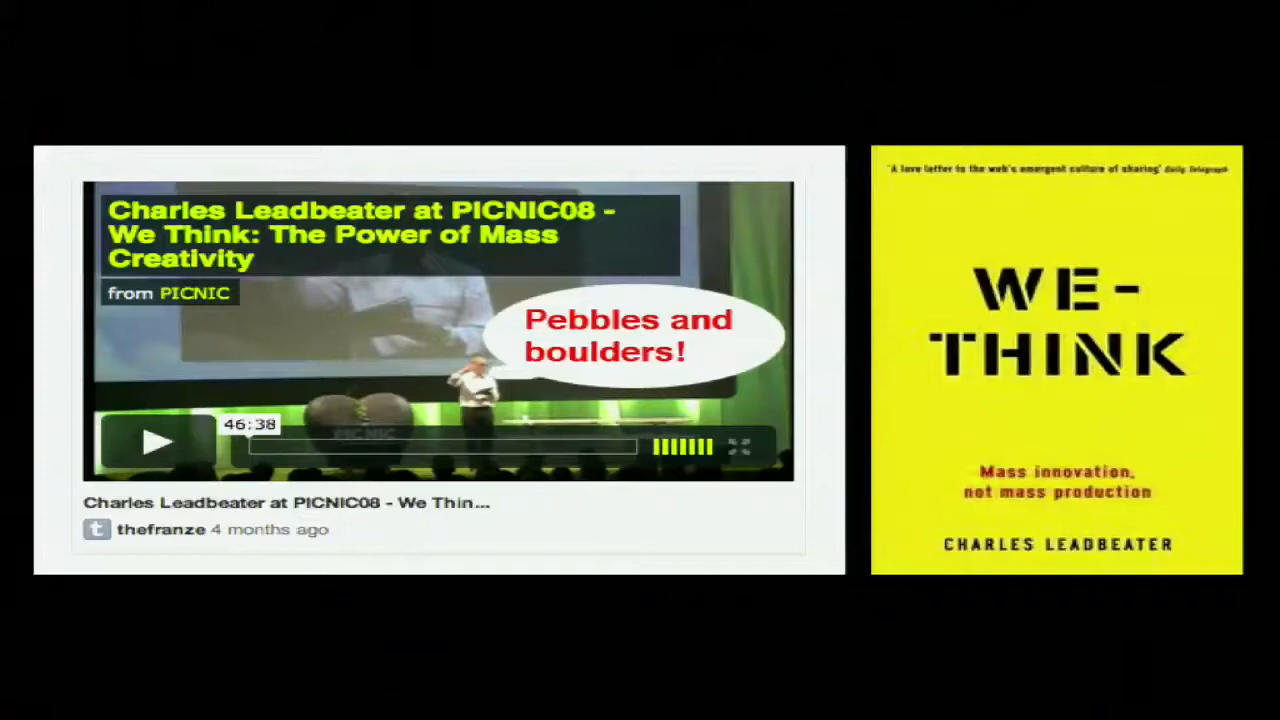 Charles Leadbeater at PICNIC08 -
We Think: The Power of Mass
Creativity
from PICNIC
Pebbles and
boulders!
46:38
PICNIC
Charles Leadbeater at PICNIC08 - We Thin...
t thefranze 4 months ago
'A love letter to the web's emergent culture of sharing' Daily Telegraph
WE-
THINK
Mass innovation,
not mass production
CHARLES LEADBEATER